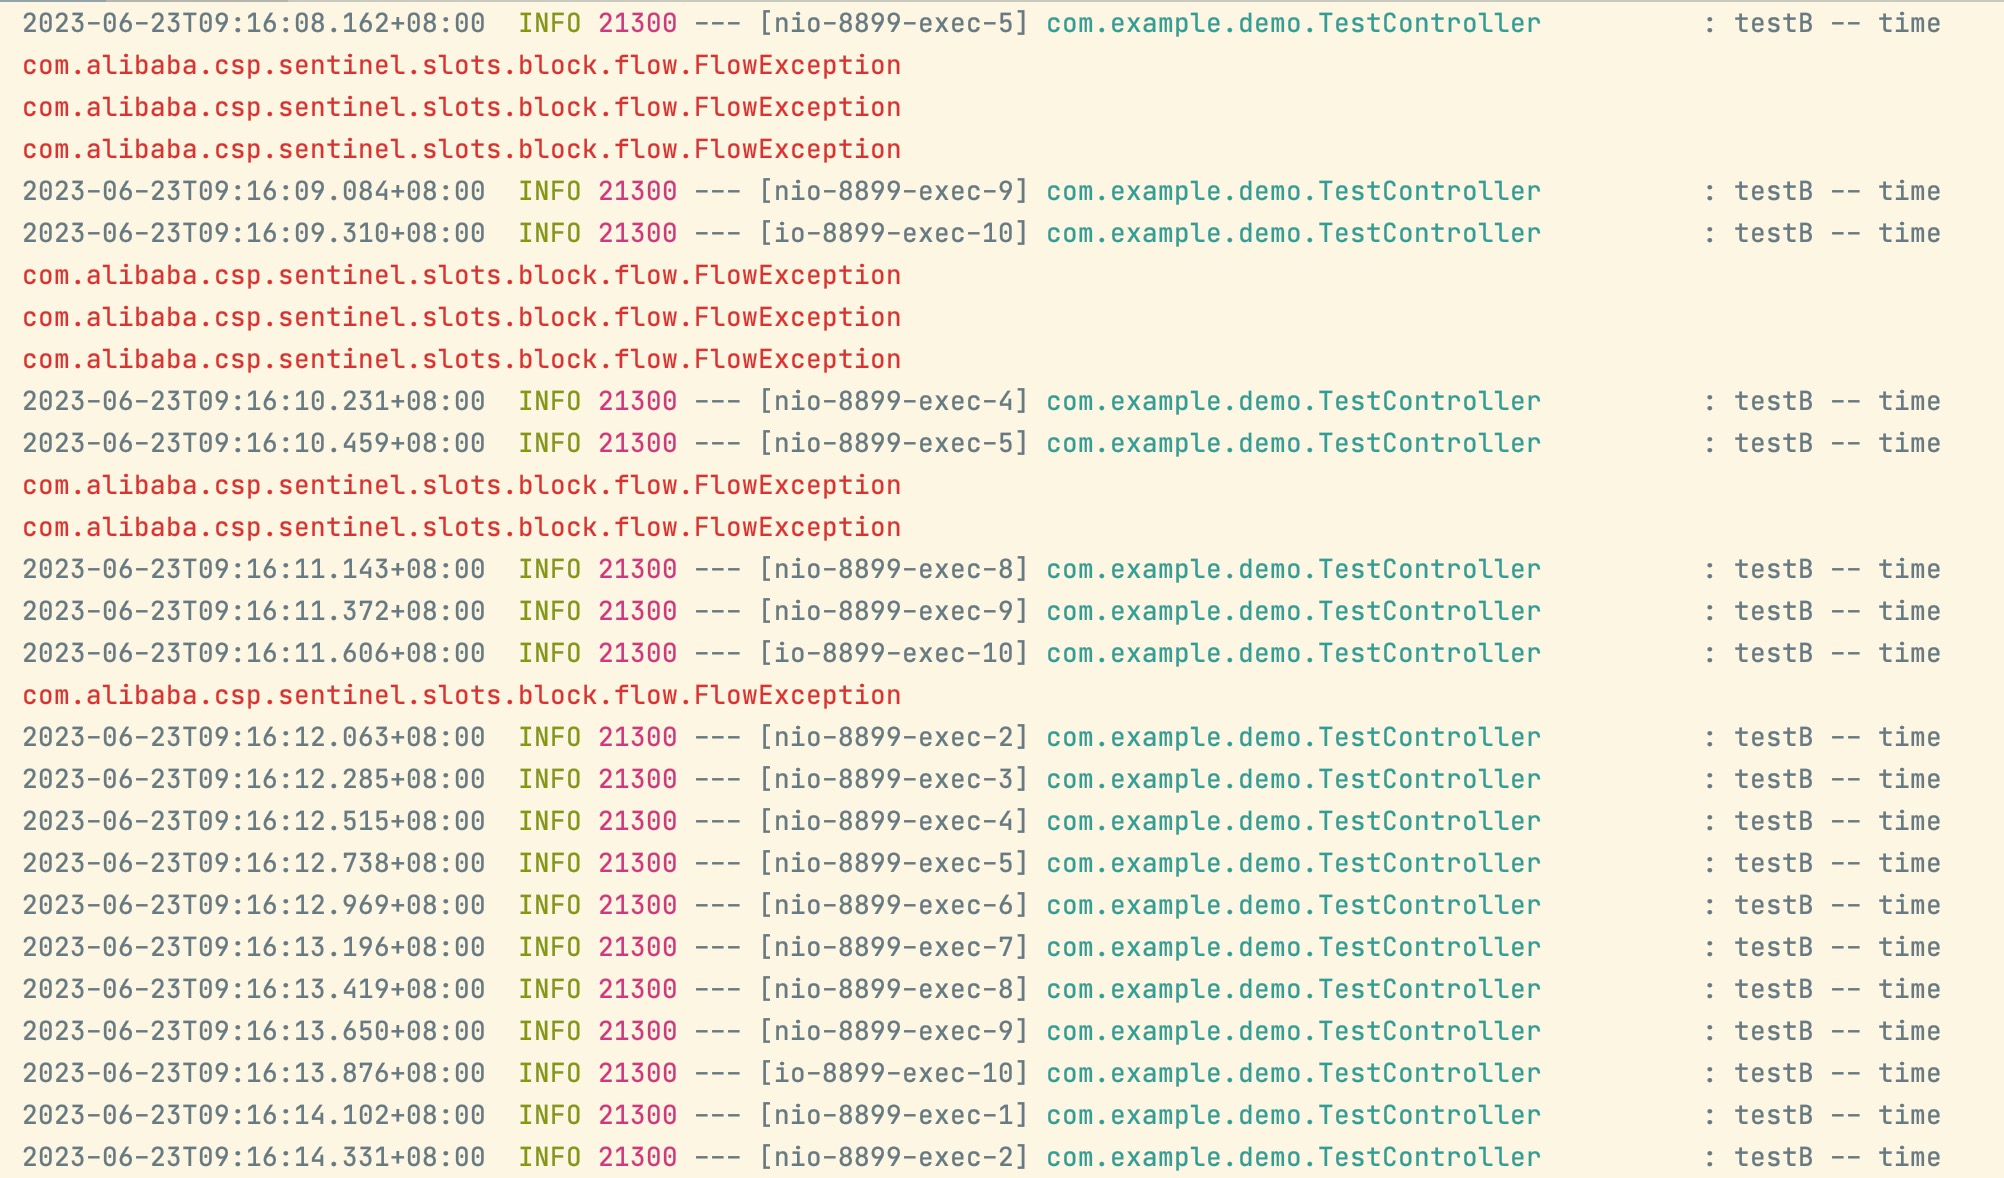 2023-06-23T09:16:08.162+08:00  INFO 21300 --- [nio-8899-exec-5] com.example.demo.TestController          : testB -- time
com.alibaba.csp.sentinel.slots.block.flow.FlowException
com.alibaba.csp.sentinel.slots.block.flow.FlowException
com.alibaba.csp.sentinel.slots.block.flow.FlowException
2023-06-23T09:16:09.084+08:00  INFO 21300 --- [nio-8899-exec-9] com.example.demo.TestController          : testB -- time
2023-06-23T09:16:09.310+08:00  INFO 21300 --- [io-8899-exec-10] com.example.demo.TestController          : testB -- time
com.alibaba.csp.sentinel.slots.block.flow.FlowException
com.alibaba.csp.sentinel.slots.block.flow.FlowException
com.alibaba.csp.sentinel.slots.block.flow.FlowException
2023-06-23T09:16:10.231+08:00  INFO 21300 --- [nio-8899-exec-4] com.example.demo.TestController          : testB -- time
2023-06-23T09:16:10.459+08:00  INFO 21300 --- [nio-8899-exec-5] com.example.demo.TestController          : testB -- time
com.alibaba.csp.sentinel.slots.block.flow.FlowException
com.alibaba.csp.sentinel.slots.block.flow.FlowException
2023-06-23T09:16:11.143+08:00  INFO 21300 --- [nio-8899-exec-8] com.example.demo.TestController          : testB -- time
2023-06-23T09:16:11.372+08:00  INFO 21300 --- [nio-8899-exec-9] com.example.demo.TestController          : testB -- time
2023-06-23T09:16:11.606+08:00  INFO 21300 --- [io-8899-exec-10] com.example.demo.TestController          : testB -- time
com.alibaba.csp.sentinel.slots.block.flow.FlowException
2023-06-23T09:16:12.063+08:00  INFO 21300 --- [nio-8899-exec-2] com.example.demo.TestController          : testB -- time
2023-06-23T09:16:12.285+08:00  INFO 21300 --- [nio-8899-exec-3] com.example.demo.TestController          : testB -- time
2023-06-23T09:16:12.515+08:00  INFO 21300 --- [nio-8899-exec-4] com.example.demo.TestController          : testB -- time
2023-06-23T09:16:12.738+08:00  INFO 21300 --- [nio-8899-exec-5] com.example.demo.TestController          : testB -- time
2023-06-23T09:16:12.969+08:00  INFO 21300 --- [nio-8899-exec-6] com.example.demo.TestController          : testB -- time
2023-06-23T09:16:13.196+08:00  INFO 21300 --- [nio-8899-exec-7] com.example.demo.TestController          : testB -- time
2023-06-23T09:16:13.419+08:00  INFO 21300 --- [nio-8899-exec-8] com.example.demo.TestController          : testB -- time
2023-06-23T09:16:13.650+08:00  INFO 21300 --- [nio-8899-exec-9] com.example.demo.TestController          : testB -- time
2023-06-23T09:16:13.876+08:00  INFO 21300 --- [io-8899-exec-10] com.example.demo.TestController          : testB -- time
2023-06-23T09:16:14.102+08:00  INFO 21300 --- [nio-8899-exec-1] com.example.demo.TestController          : testB -- time
2023-06-23T09:16:14.331+08:00  INFO 21300 --- [nio-8899-exec-2] com.example.demo.TestController          : testB -- time